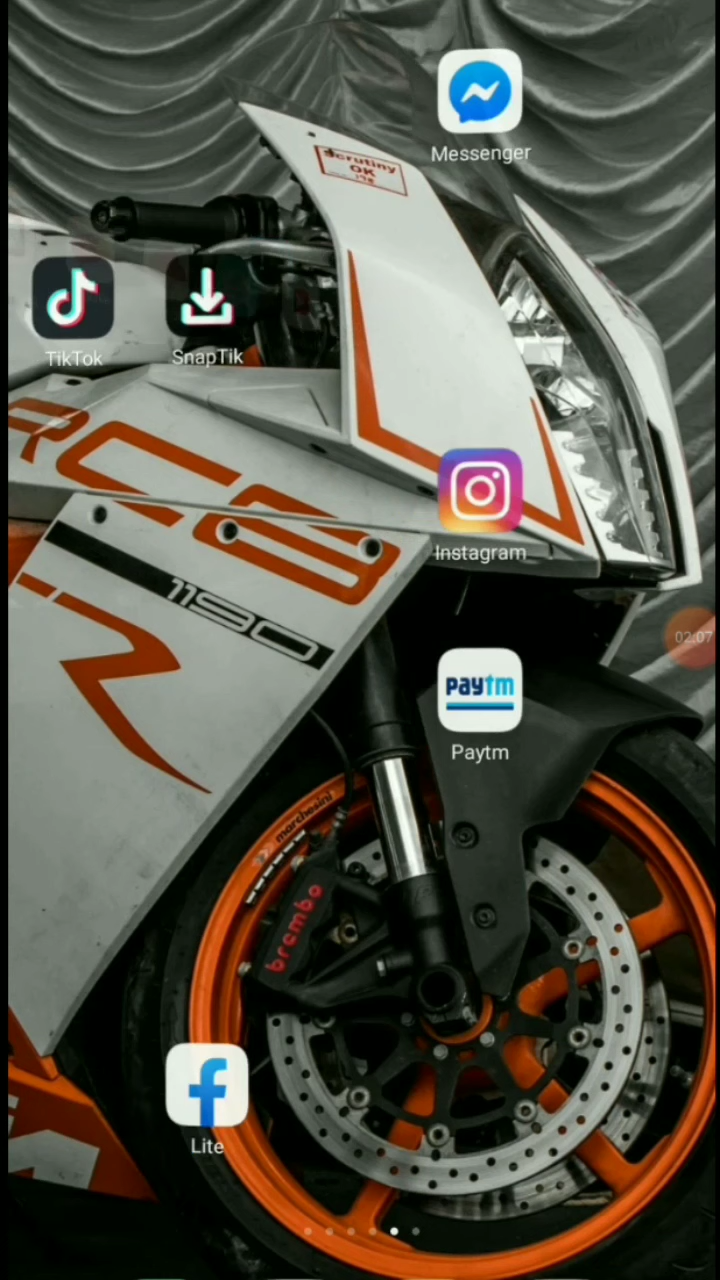 Messenger
Scrutiny
OK
TikTok
SnapTik
RC8
R
1190
Instagram
02:07
paytm
Paytm
marchesini
brembo
Lite